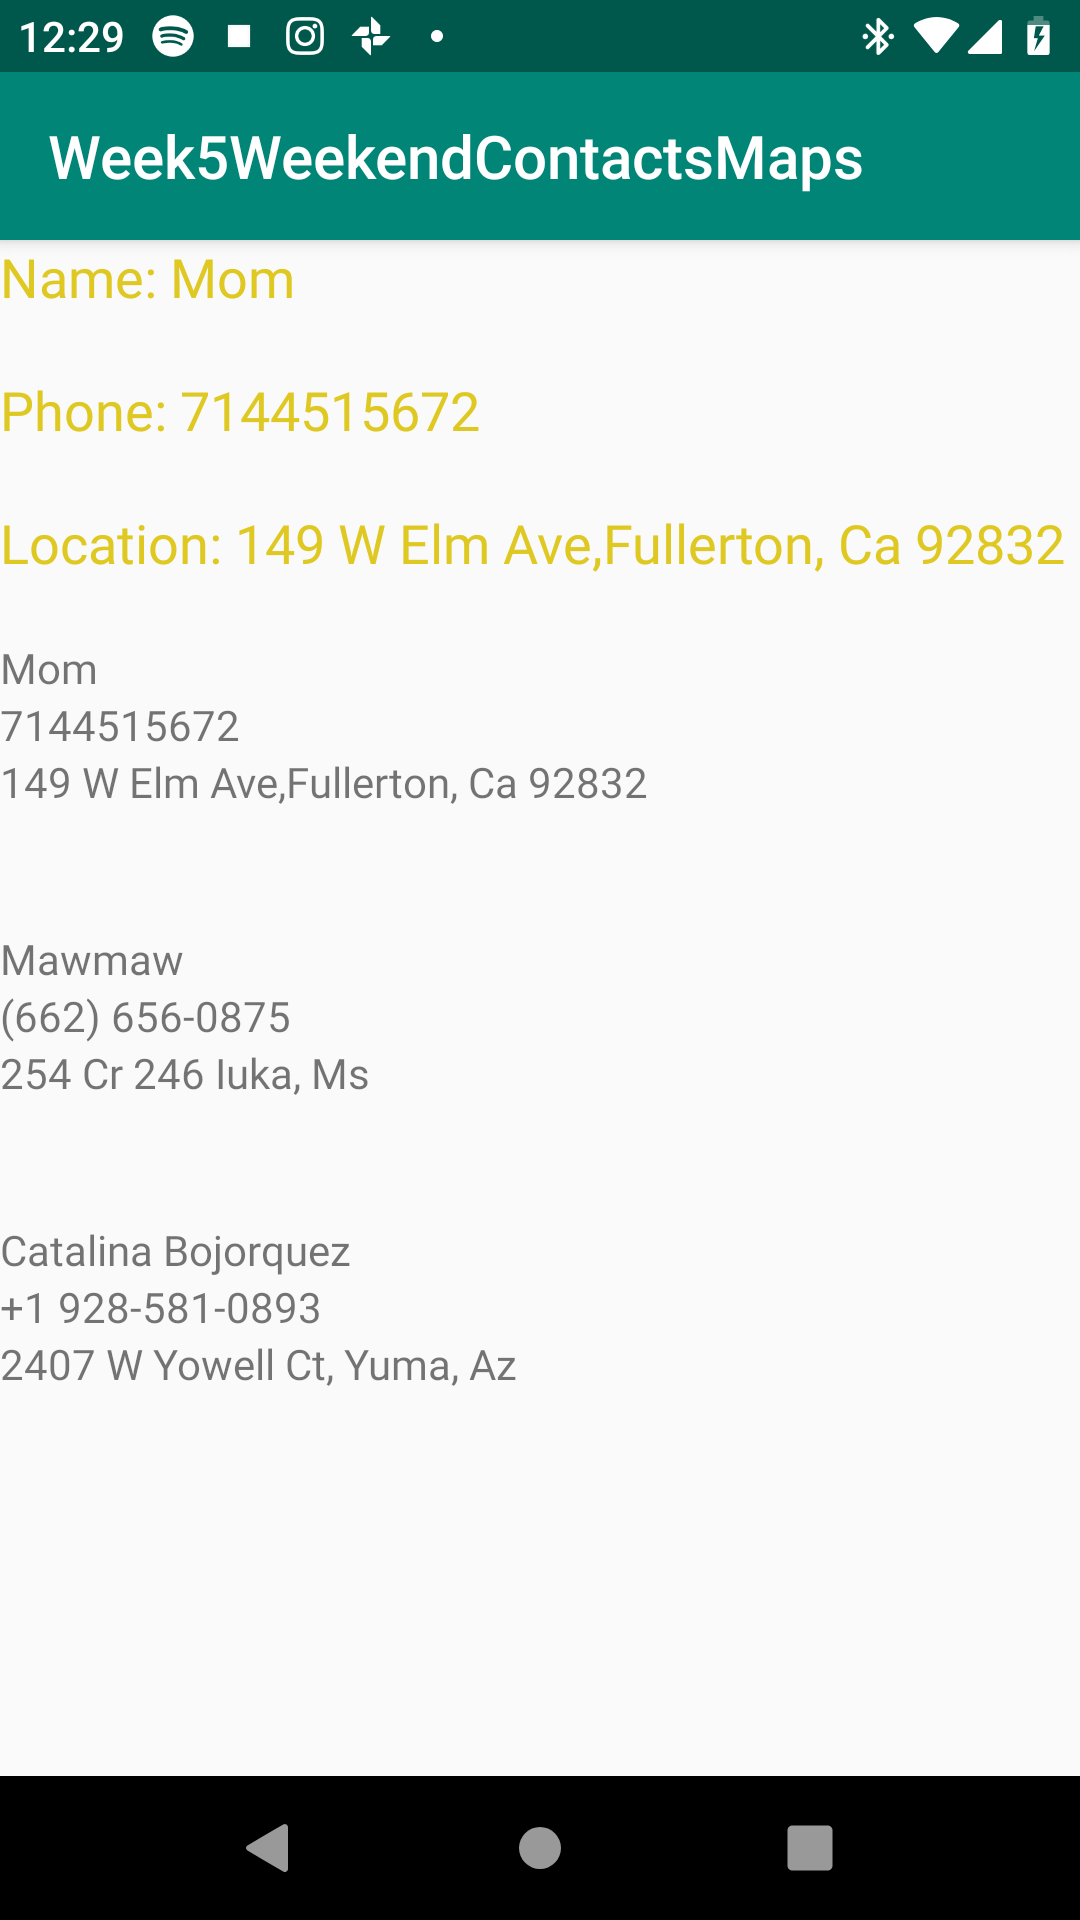 12:29
Week5WeekendContactsMaps
Name: Mom
Phone: 7144515672
Location: 149 W Elm Ave,Fullerton, Ca 92832
Mom
7144515672
149 W Elm Ave,Fullerton, Ca 92832
Mawmaw
(662) 656-0875
254 Cr 246 Iuka, Ms
Catalina Bojorquez
+1 928-581-0893
2407 W Yowell Ct, Yuma, Az